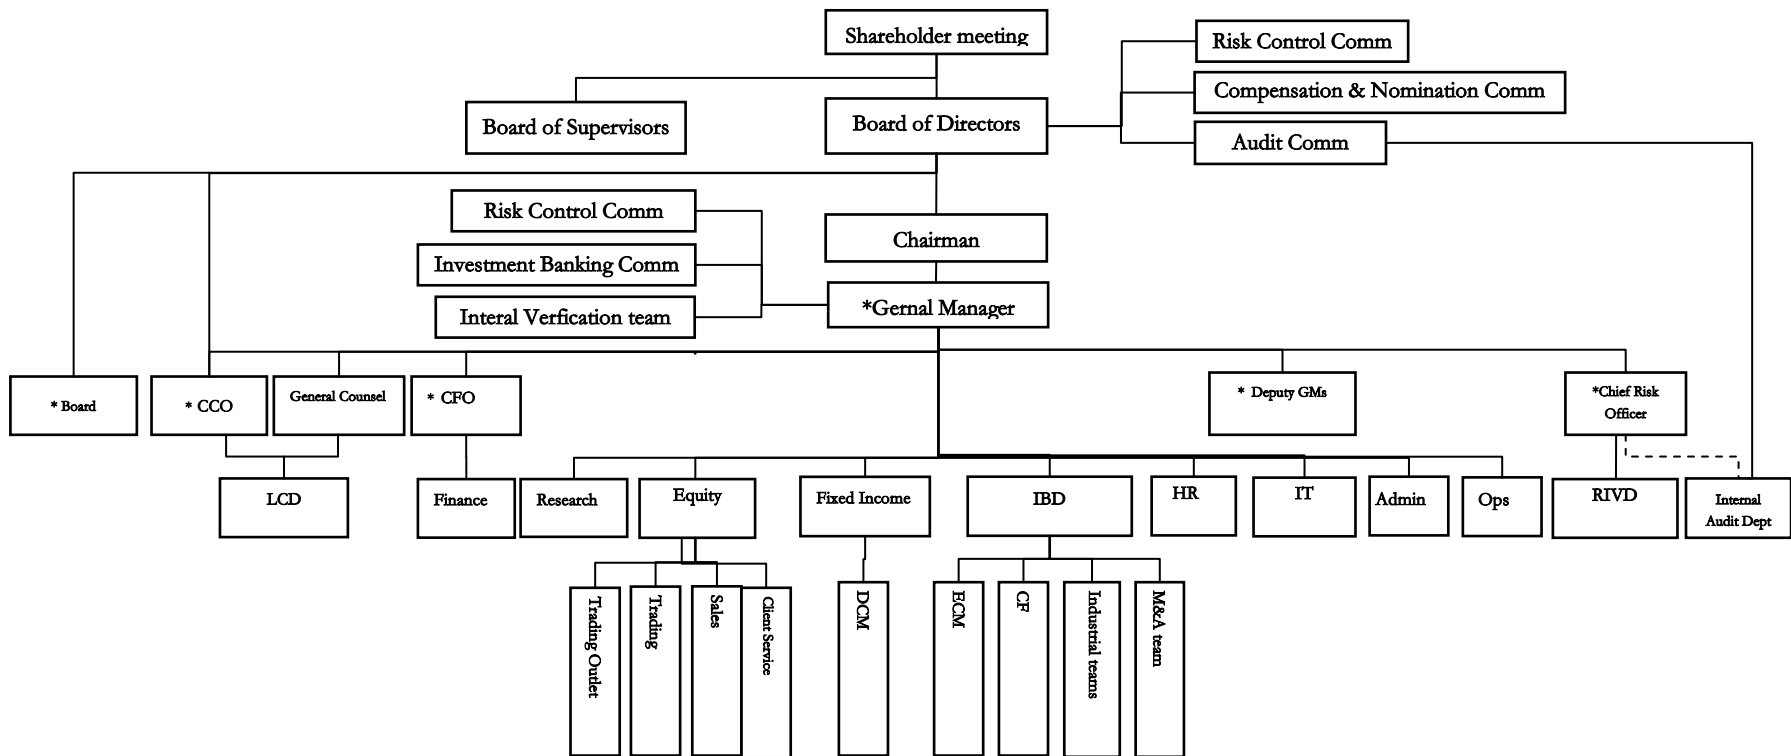 Shareholder meeting
Risk Control Comm
Compensation & Nomination Comm
Board of Supervisors
Board of Directors
Audit Comm
Risk Control Comm
Chairman
Investment Banking Comm
*Gernal Manager
Interal Verfication team
* Board
* CCO
General Counsel
* CFO
* Deputy GMs
*Chief Risk
Officer
LCD
Finance
Research
Equity
Fixed Income
IBD
HR
IT
Admin
Ops
RIVD
Internal
Audit Dept
Trading Outlet
Trading
Sales
Client Service
DCM
ECM
CF
Industrial teams
M&A team